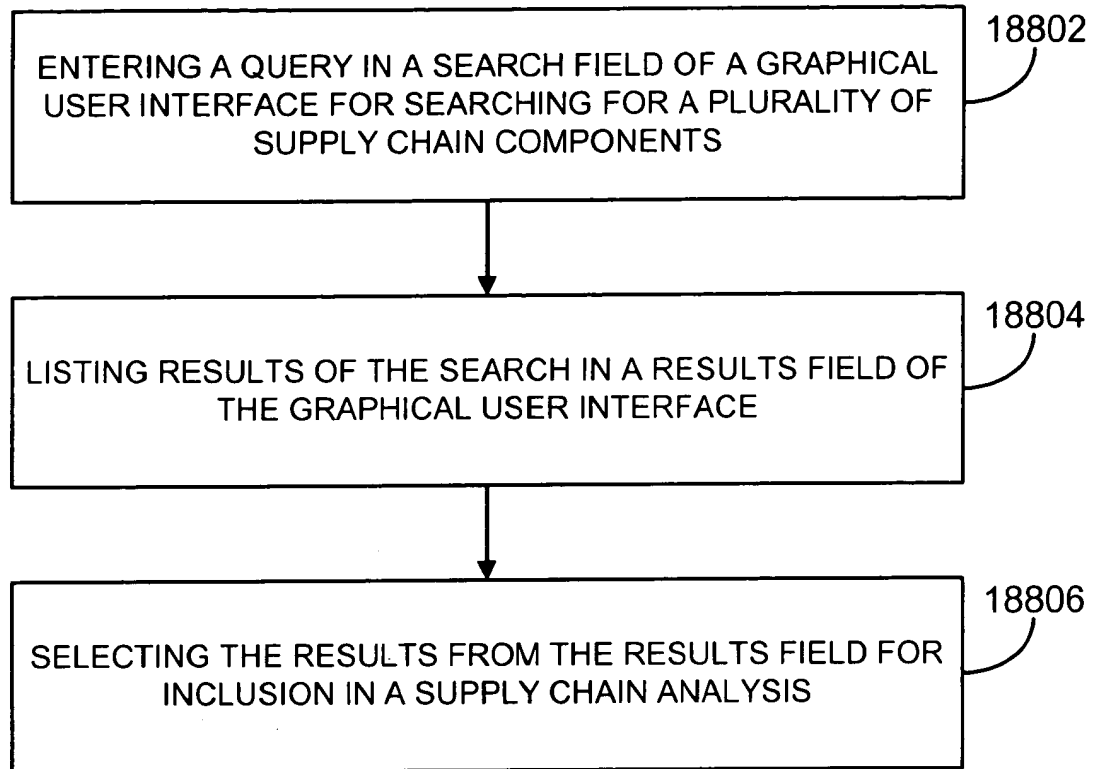 18802
ENTERING A QUERY IN A SEARCH FIELD OF A GRAPHICAL
USER INTERFACE FOR SEARCHING FOR A PLURALITY OF
SUPPLY CHAIN COMPONENTS
18804
LISTING RESULTS OF THE SEARCH IN A RESULTS FIELD OF
THE GRAPHICAL USER INTERFACE
18806
SELECTING THE RESULTS FROM THE RESULTS FIELD FOR
INCLUSION IN A SUPPLY CHAIN ANALYSIS